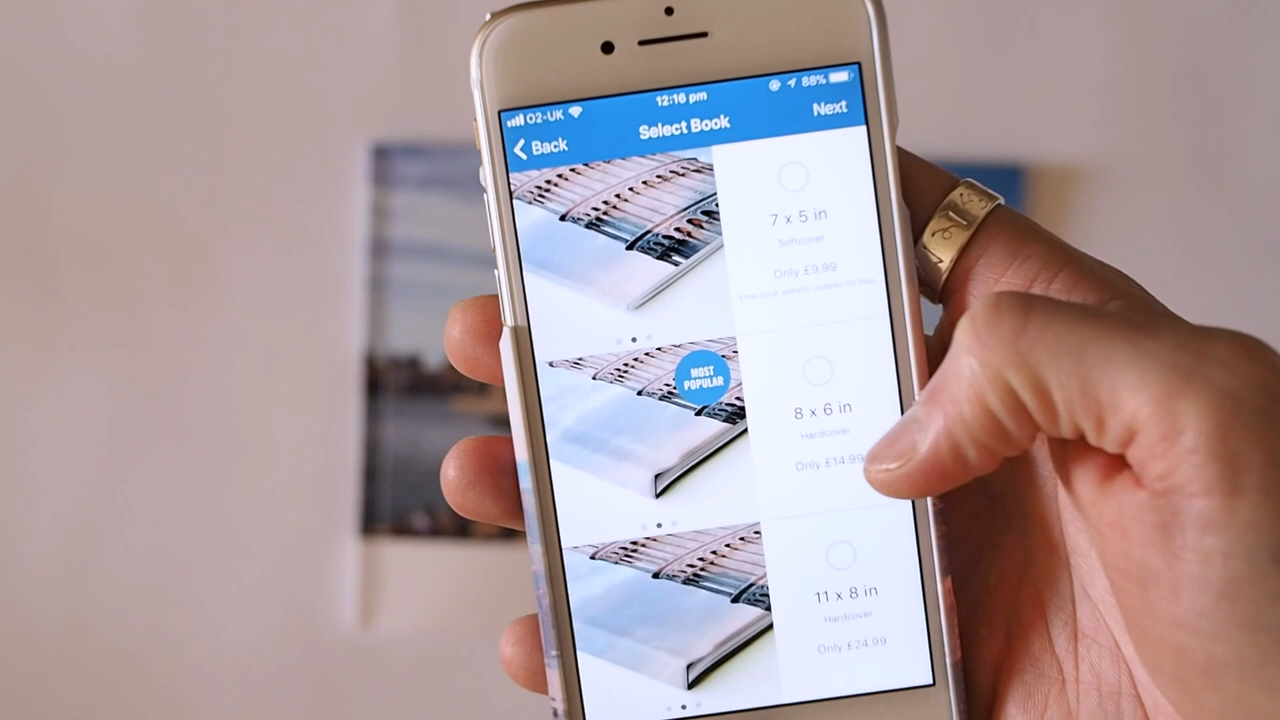 O2-UK
12:16 pm
88%
Back
Select Book
Next
7 x 5 in
Softcover
Only £9.99
MOST
POPULAR
8 x 6 in
Hardcover
Only £14.99
11 x 8 in
Hardcover
Only £24.99